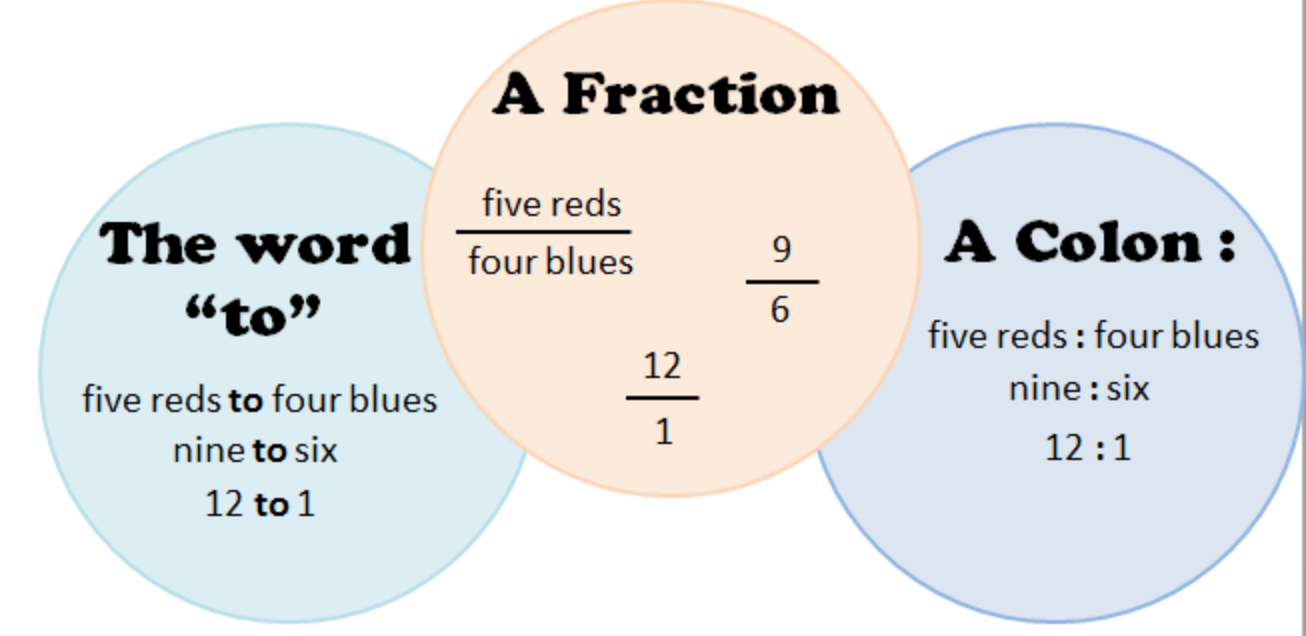 The word
“to”
five reds to four blues
nine to six
12 to 1
A Fraction
five reds
four blues
9
6
12
1
A Colon :
five reds : four blues
nine : six
12 : 1